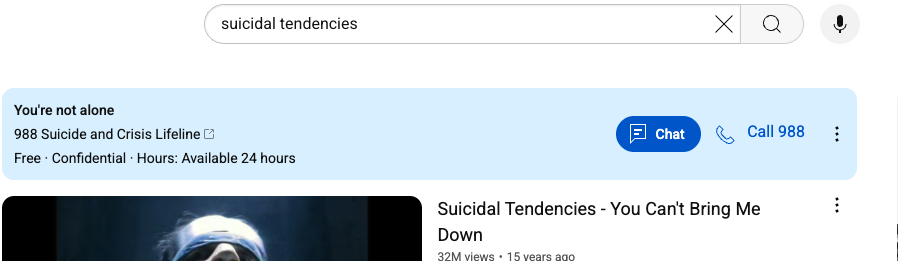 suicidal tendencies
You're not alone
988 Suicide and Crisis Lifeline
Free · Confidential · Hours: Available 24 hours
Chat
Call 988
Suicidal Tendencies - You Can't Bring Me
Down
32M views • 15 years ago